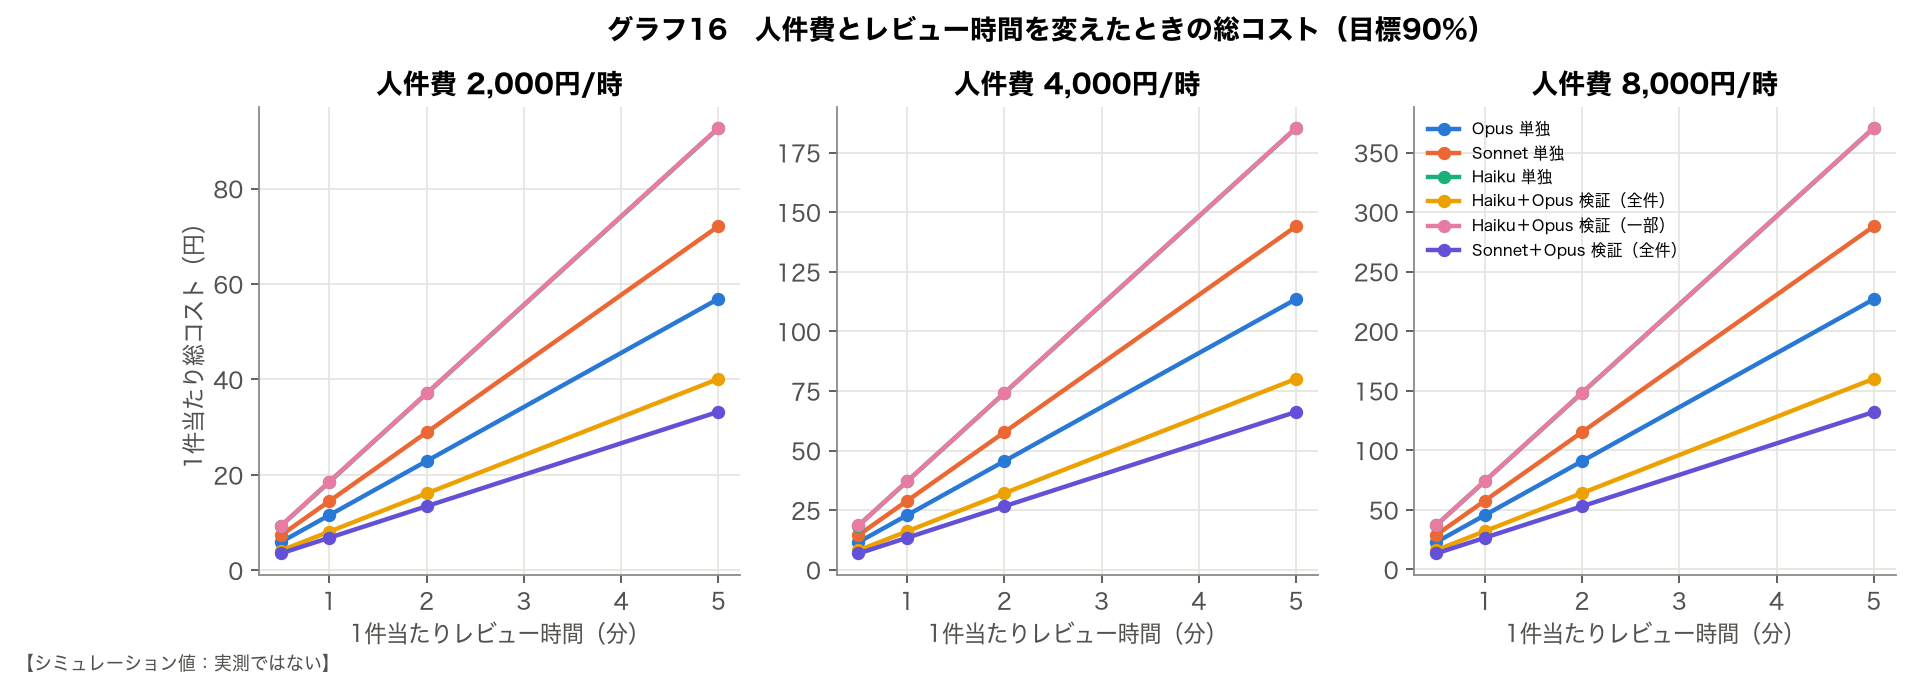 グラフ16　人件費とレビュー時間を変えたときの総コスト（目標90%）
人件費 2,000円/時
1件当たり総コスト（円）
80
60
40
20
0
1 2 3 4 5
1件当たりレビュー時間（分）
人件費 4,000円/時
175
150
125
100
75
50
25
0
1 2 3 4 5
1件当たりレビュー時間（分）
人件費 8,000円/時
350
300
250
200
150
100
50
0
Opus 単独
Sonnet 単独
Haiku 単独
Haiku＋Opus 検証（全件）
Haiku＋Opus 検証（一部）
Sonnet＋Opus 検証（全件）
1 2 3 4 5
1件当たりレビュー時間（分）
【シミュレーション値：実測ではない】